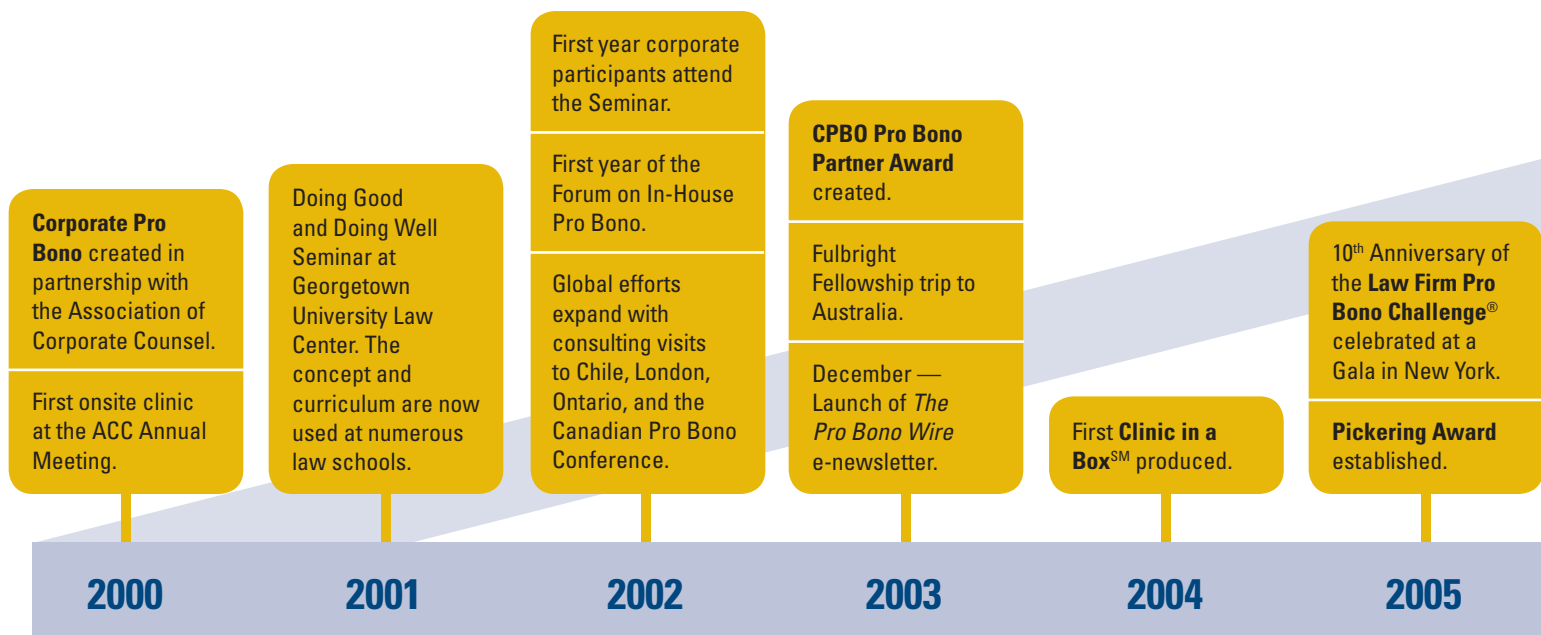 Corporate Pro
Bono created in
partnership with
the Association of
Corporate Counsel.
First onsite clinic
at the ACC Annual
Meeting.
Doing Good
and Doing Well
Seminar at
Georgetown
University Law
Center. The
concept and
curriculum are now
used at numerous
law schools.
First year corporate
participants attend
the Seminar.
First year of the
Forum on In-House
Pro Bono.
Global efforts
expand with
consulting visits
to Chile, London,
Ontario, and the
Canadian Pro Bono
Conference.
CPBO Pro Bono
Partner Award
created.
Fulbright
Fellowship trip to
Australia.
December —
Launch of The
Pro Bono Wire
e-newsletter.
First Clinic in a
Box℠ produced.
10th Anniversary of
the Law Firm Pro
Bono Challenge®
celebrated at a
Gala in New York.
Pickering Award
established.
2000
2001
2002
2003
2004
2005